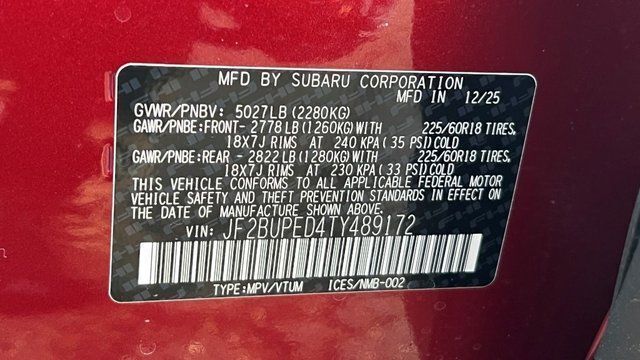 MFD BY SUBARU CORPORATION
MFD IN 12/25
GVWR/PNBV: 5027LB (2280KG)
GAWR/PNBE:FRONT- 2778 LB (1260KG) WITH 225/60R18 TIRES,
18X7J RIMS AT 240 KPA (35 PSI) COLD
GAWR/PNBE:REAR - 2822 LB (1280KG) WITH 225/60R18 TIRES,
18X7J RIMS AT 230 KPA (33 PSI) COLD
THIS VEHICLE CONFORMS TO ALL APPLICABLE FEDERAL MOTOR
VEHICLE SAFETY AND THEFT PREVENTION STANDARDS IN EFFECT ON
THE DATE OF MANUFACTURE SHOWN ABOVE.
VIN: JF2BUPED4TY489172
TYPE:MPV/VTUM ICES/NMB-002